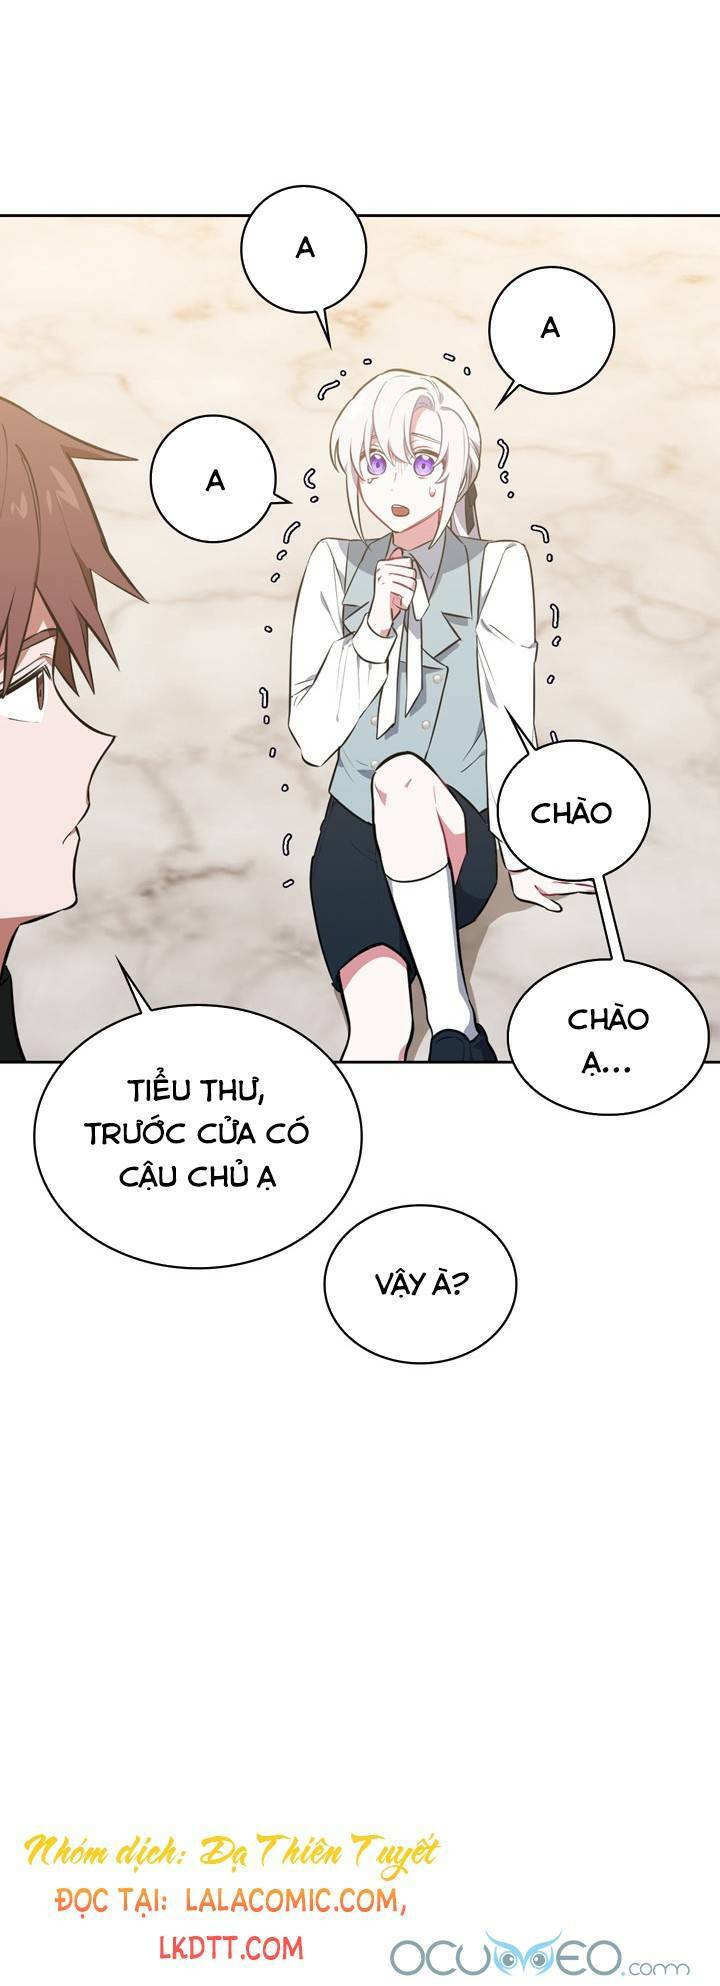 A
A
A
CHÀO
CHÀO
Ạ...
TIỂU THƯ,
TRƯỚC CỬA CÓ
CẬU CHỦ Ạ
VẬY À?
Nhóm dịch: Dạ Thiên Tuyết
ĐỌC TẠI: LALACOMIC.COM,
LKDTT.COM
OCUMEO.comm